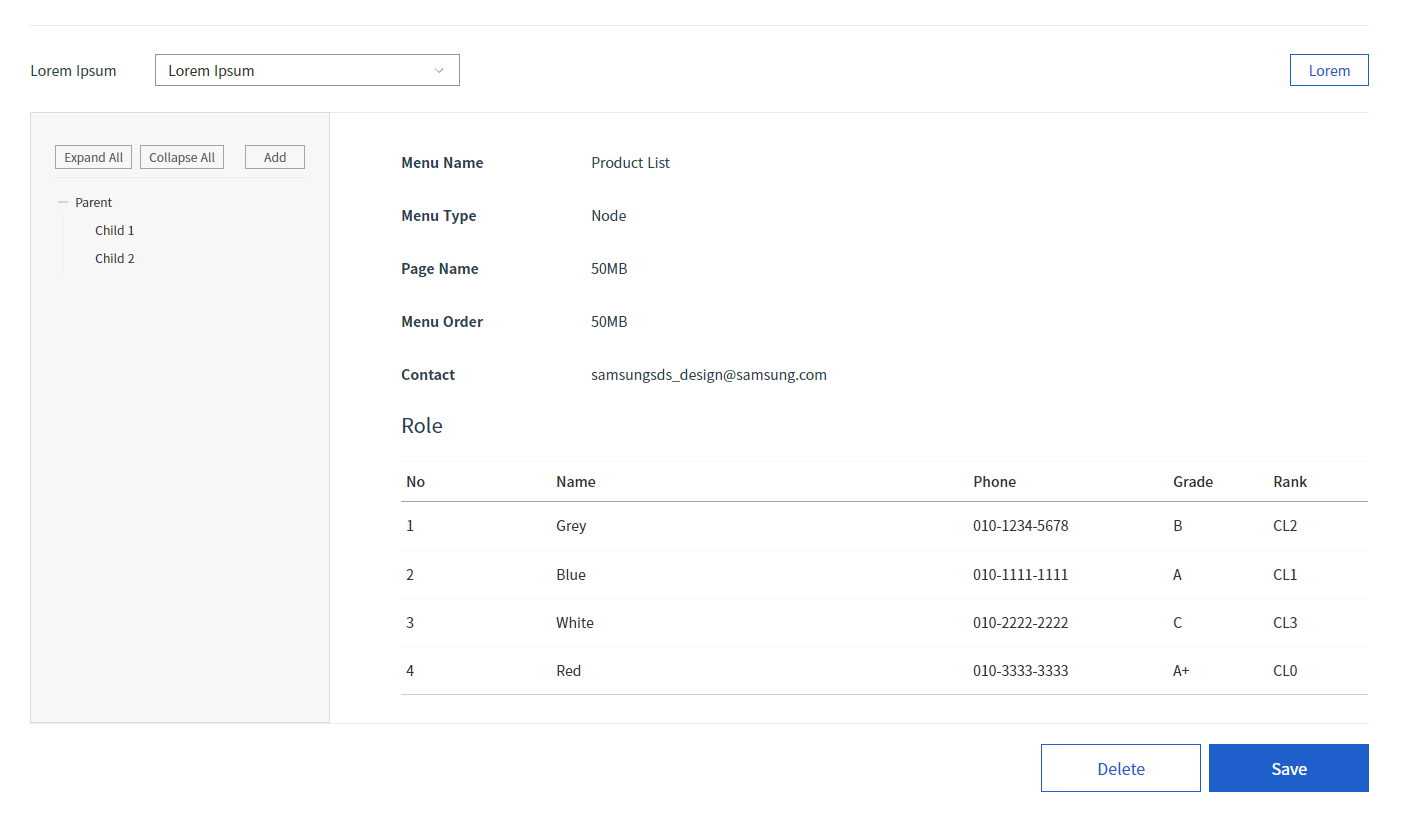 Lorem Ipsum Lorem Ipsum Lorem
Expand All Collapse All Add
Parent
Child 1
Child 2
Menu Name Product List
Menu Type Node
Page Name 50MB
Menu Order 50MB
Contact samsungsds_design@samsung.com
Role
No Name Phone Grade Rank
1 Grey 010-1234-5678 B CL2
2 Blue 010-1111-1111 A CL1
3 White 010-2222-2222 C CL3
4 Red 010-3333-3333 A+ CL0
Delete Save